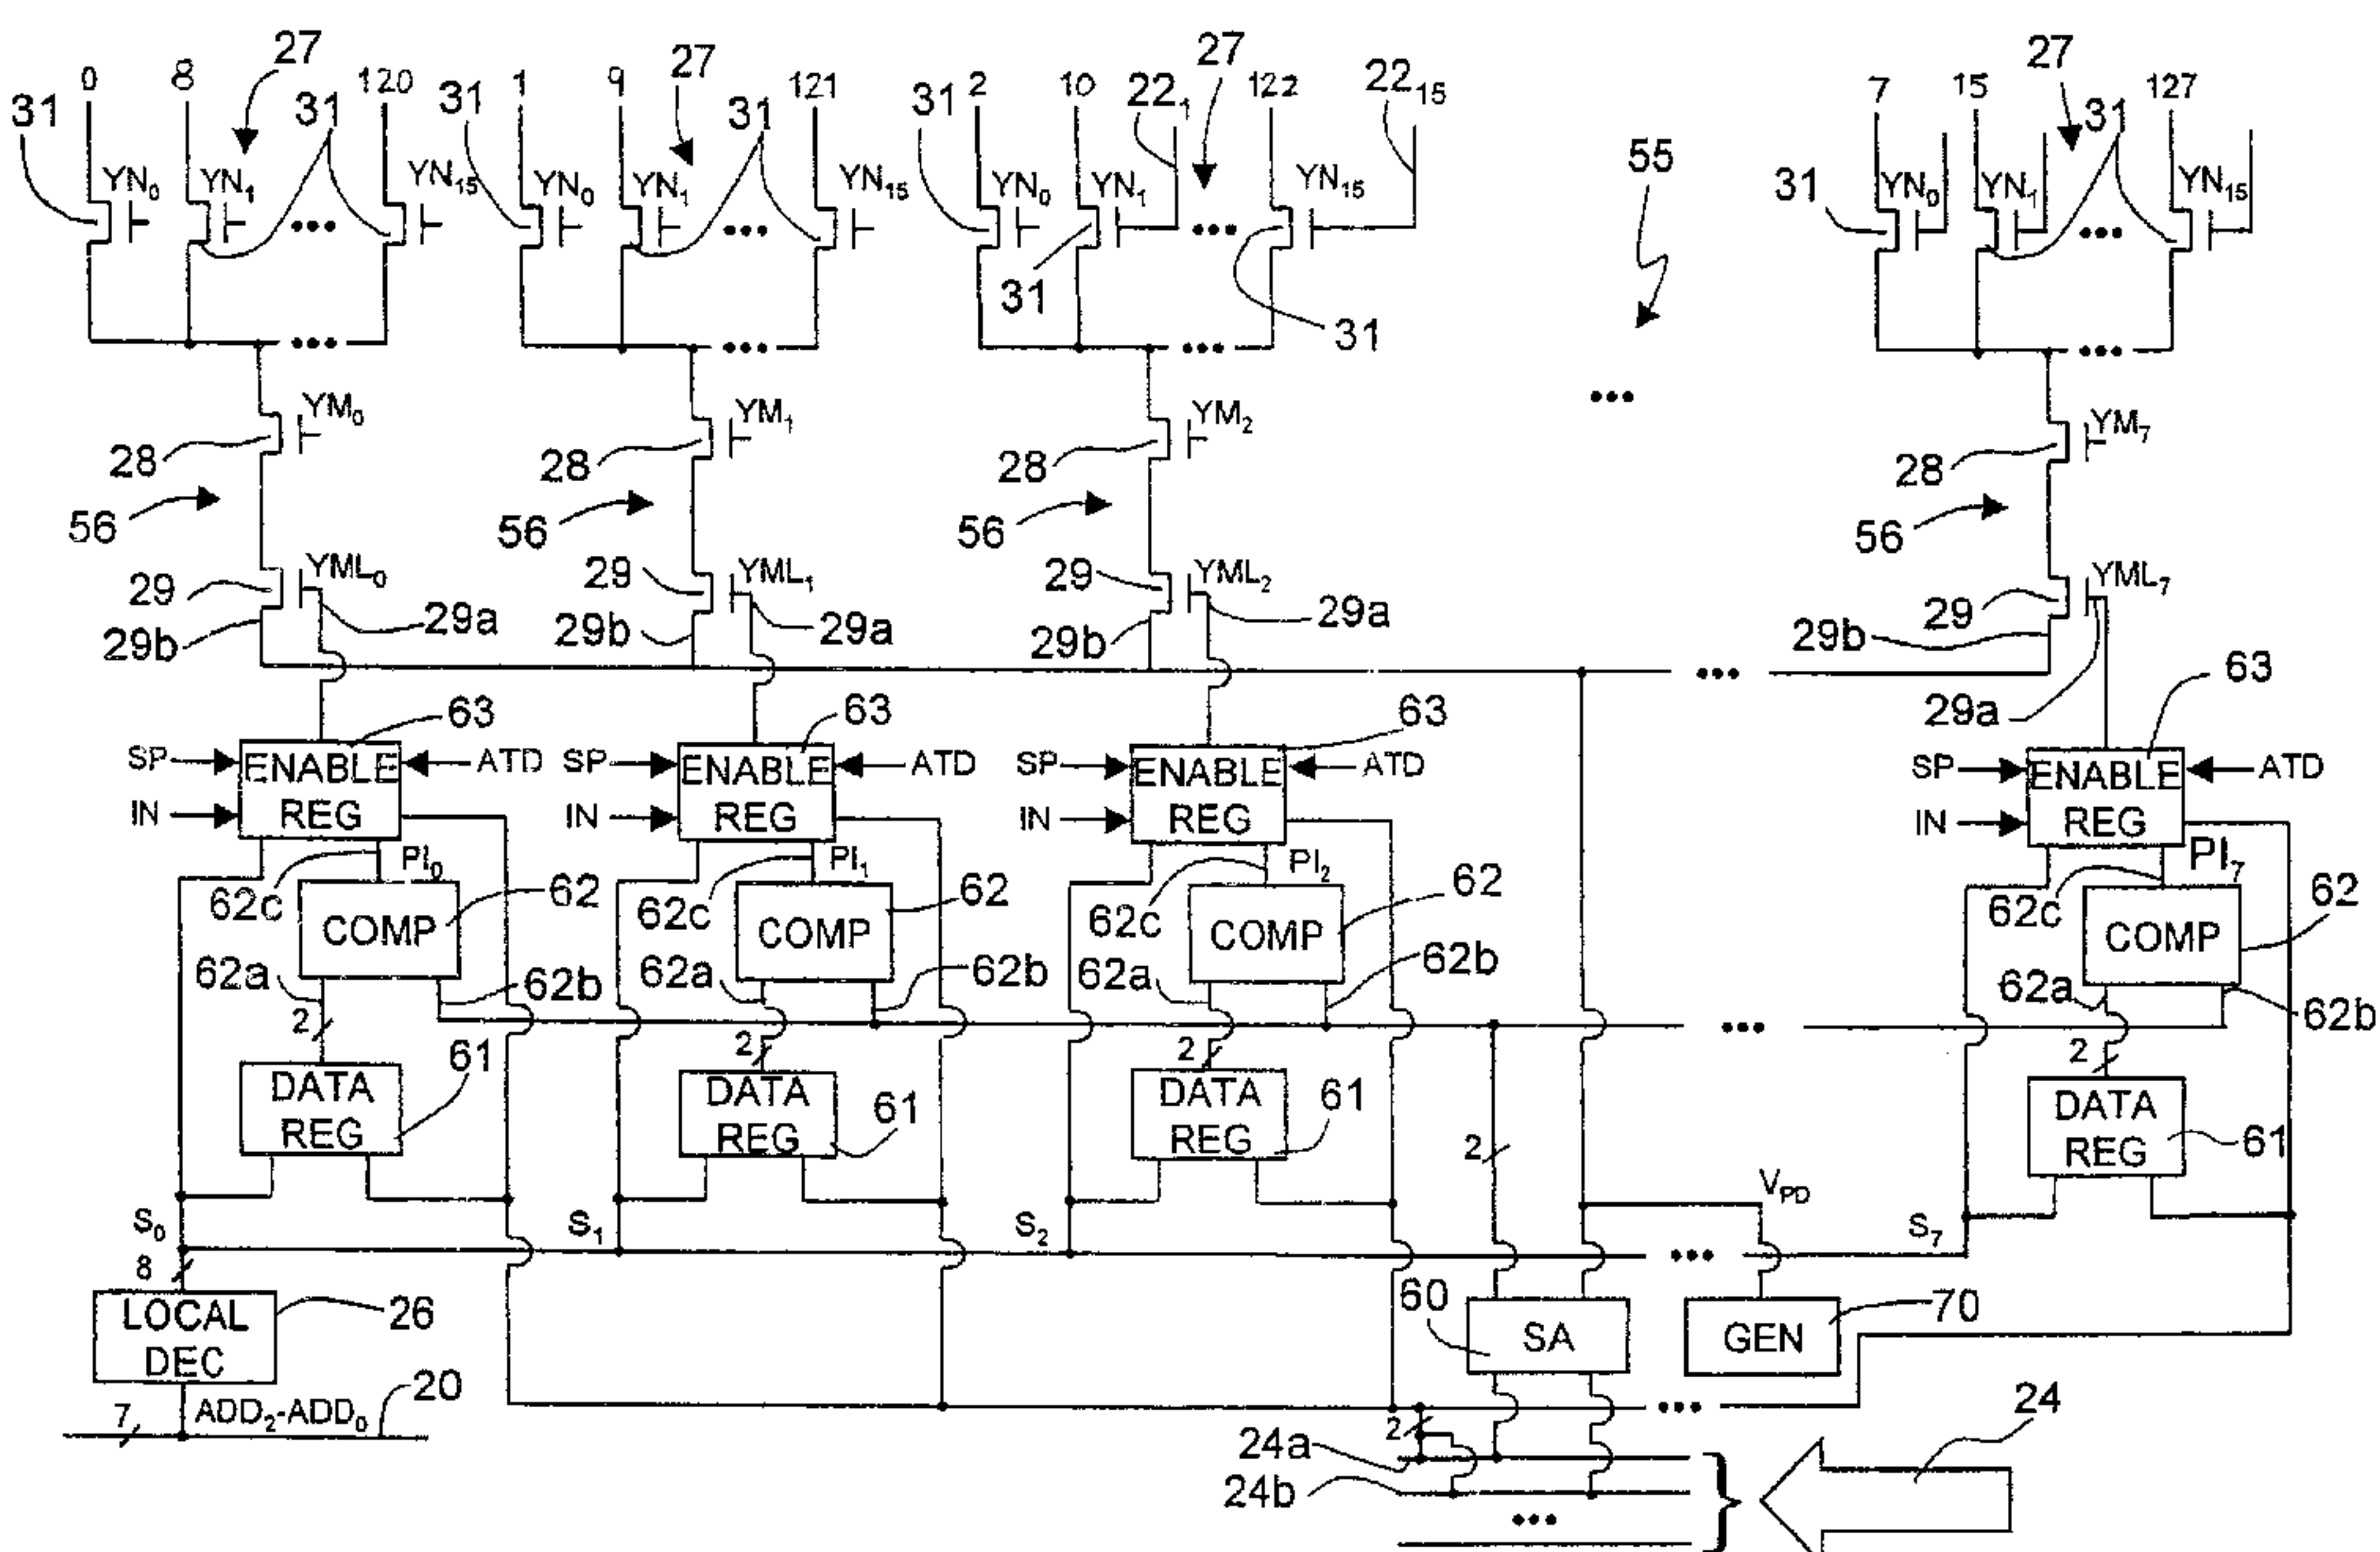 0 8 27 120 1 9 27 121 2 10 22₁ 27 122 22₁₅ 7 15 27 127
31 31 31 31 31 31 55
YN₀ YN₁ YN₁₅ YN₀ YN₁ YN₁₅ YN₀ YN₁ YN₁₅ 31 YN₀ YN₁ YN₁₅
... ... ... ...
31 31
... ... ... ...
...
YM₀ YM₁ YM₂ YM₇
28 28 28 28
56 56 56 56
YML₀ YML₁ YML₂ YML₇
29 29 29 29
29b 29a 29b 29a 29b 29a 29b
...
63 63 63 29a 63
SP ENABLE ATD SP ENABLE ATD SP ENABLE ATD SP ENABLE ATD
IN REG IN REG IN REG IN REG
PI₀ PI₁ PI₂ PI₇
62c 62 62c 62 62c 62 62c 62
COMP COMP COMP COMP
62a 62b 62a 62b 62a 62b 62a 62b
2 2 2 ... 2
61 61 61 61
DATA DATA DATA DATA
REG REG REG REG
2
V_PD
S₀ S₁ S₂ S₇
8 ...
LOCAL 26 60 SA GEN 70
DEC
20
7 ADD₂-ADD₀ ...
2
24a 24
24b
...